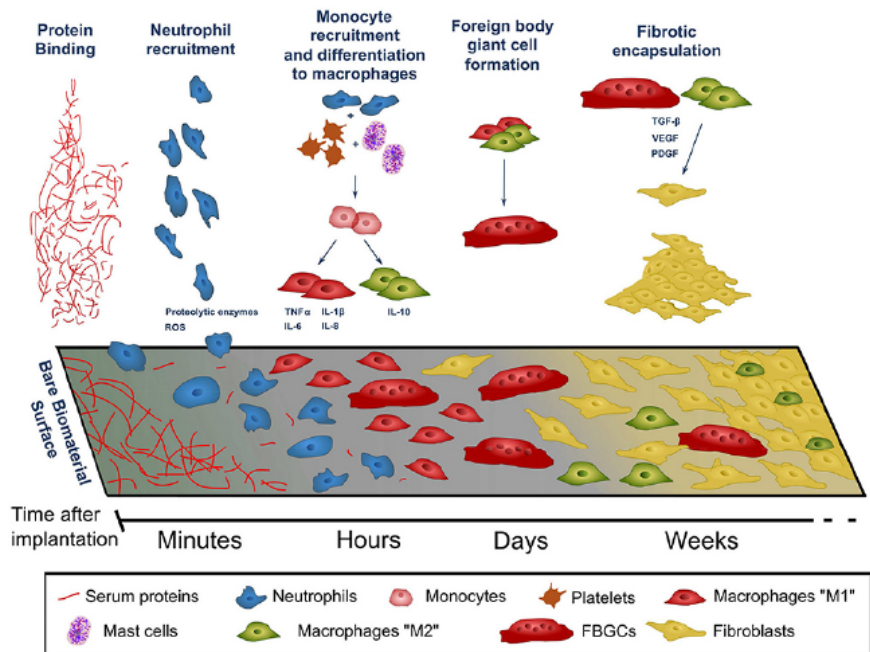 Protein
Binding
Neutrophil
recruitment
Monocyte
recruitment
and differentiation
to macrophages
Foreign body
giant cell
formation
Fibrotic
encapsulation
+
+
TGF-β
VEGF
PDGF
Proteolytic enzymes
ROS
TNFα IL-1β
IL-6 IL-8
IL-10
Bare Biomaterial
Surface
Time after
implantation
Minutes
Hours
Days
Weeks
Serum proteins
Neutrophils
Monocytes
Platelets
Macrophages "M1"
Mast cells
Macrophages "M2"
FBGCs
Fibroblasts